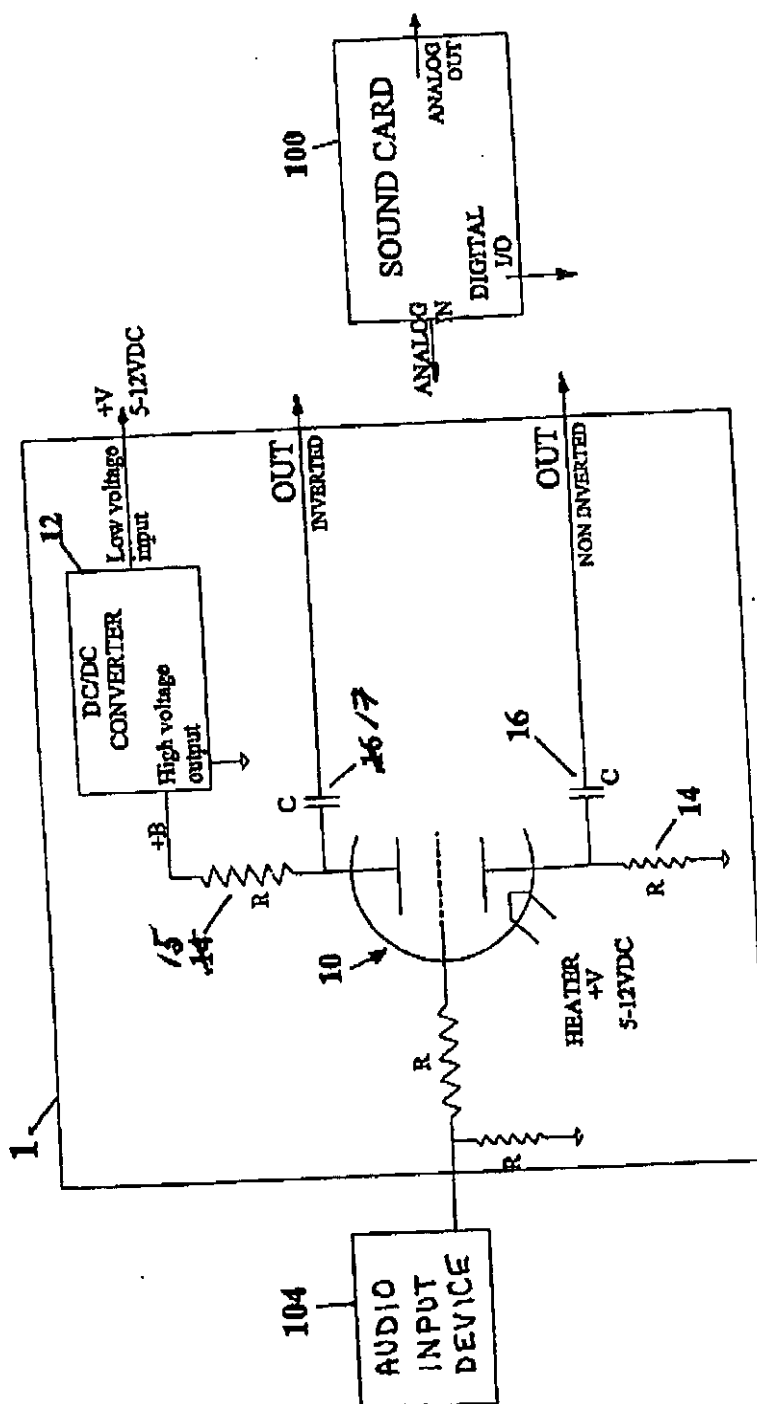 1
12
DC/DC
CONVERTER
High voltage
output
Low voltage
input
+V
5-12VDC
+B
15
14
R
C
16 17
OUT
INVERTED
10
R
R
HEATER
+V
5-12VDC
16
C
14
R
OUT
NON INVERTED
104
AUDIO
INPUT
DEVICE
100
SOUND CARD
ANALOG
IN
DIGITAL
I/O
ANALOG
OUT